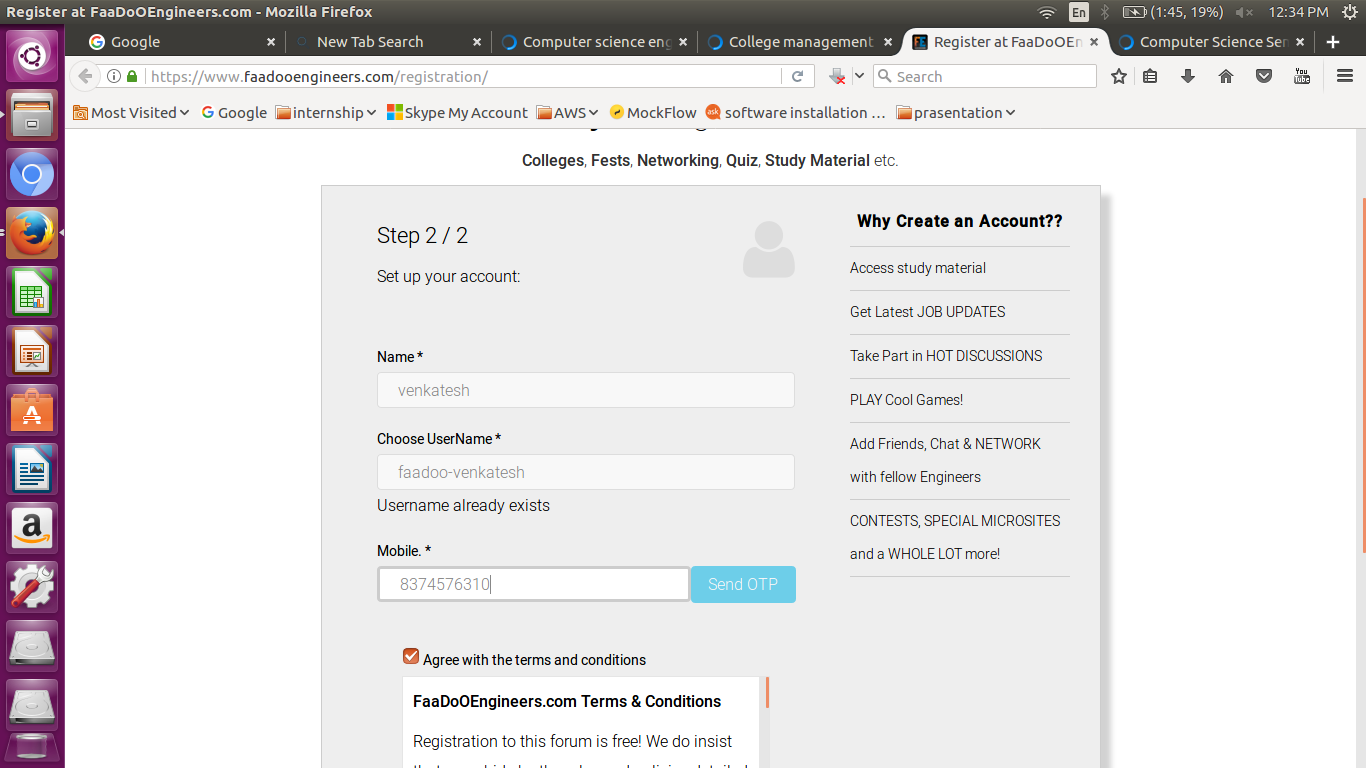 Register at FaaDoOEngineers.com - Mozilla Firefox
En
(1:45, 19%)
12:34 PM
Google
New Tab Search
Computer science eng
College management
Register at FaaDoOEn
Computer Science Sem
https://www.faadooengineers.com/registration/
Search
Most Visited
Google
internship
Skype My Account
AWS
MockFlow
ask
software installation ...
prasentation
Colleges, Fests, Networking, Quiz, Study Material etc.
Step 2 / 2
Set up your account:
Name *
venkatesh
Choose UserName *
faadoo-venkatesh
Username already exists
Mobile. *
8374576310
Send OTP
Agree with the terms and conditions
FaaDoOEngineers.com Terms & Conditions
Registration to this forum is free! We do insist
Why Create an Account??
Access study material
Get Latest JOB UPDATES
Take Part in HOT DISCUSSIONS
PLAY Cool Games!
Add Friends, Chat & NETWORK
with fellow Engineers
CONTESTS, SPECIAL MICROSITES
and a WHOLE LOT more!